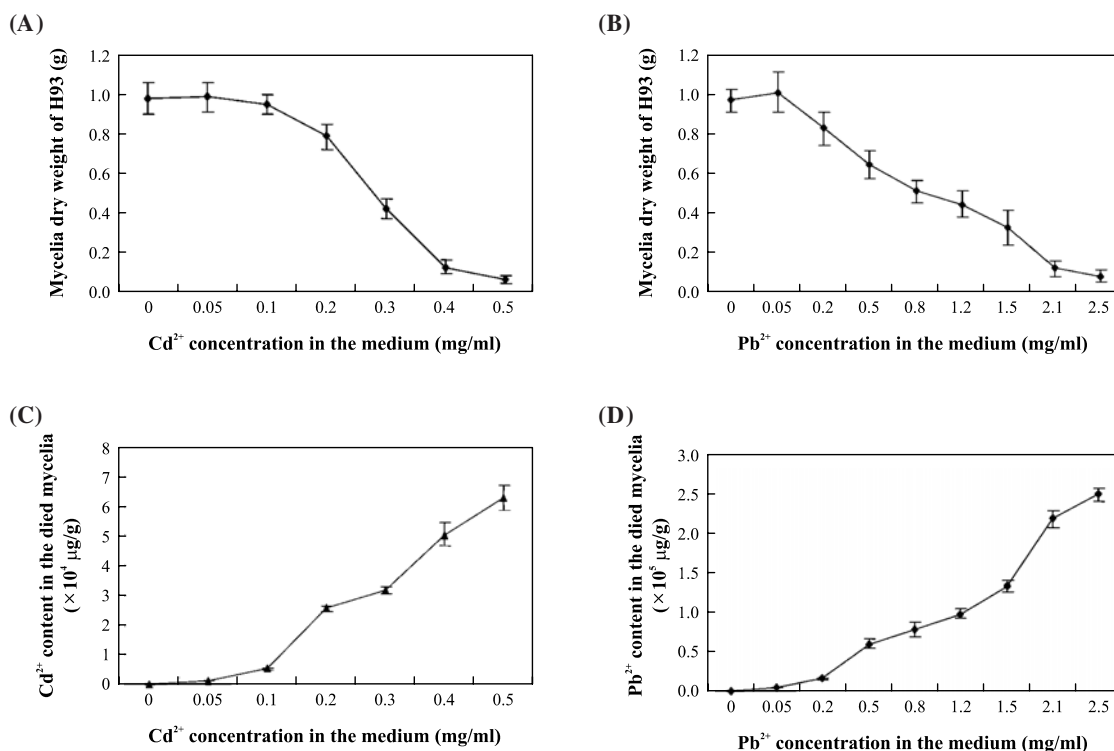 (A)
Mycelia dry weight of H93 (g)
1.2
1.0
0.8
0.6
0.4
0.2
0.0
0 0.05 0.1 0.2 0.3 0.4 0.5
Cd²⁺ concentration in the medium (mg/ml)
(B)
Mycelia dry weight of H93 (g)
1.2
1.0
0.8
0.6
0.4
0.2
0.0
0 0.05 0.2 0.5 0.8 1.2 1.5 2.1 2.5
Pb²⁺ concentration in the medium (mg/ml)
(C)
Cd²⁺ content in the died mycelia
(×10⁴ μg/g)
8
7
6
5
4
3
2
1
0
0 0.05 0.1 0.2 0.3 0.4 0.5
Cd²⁺ concentration in the medium (mg/ml)
(D)
Pb²⁺ content in the died mycelia
(×10⁵ μg/g)
3.0
2.5
2.0
1.5
1.0
0.5
0.0
0 0.05 0.2 0.5 0.8 1.2 1.5 2.1 2.5
Pb²⁺ concentration in the medium (mg/ml)